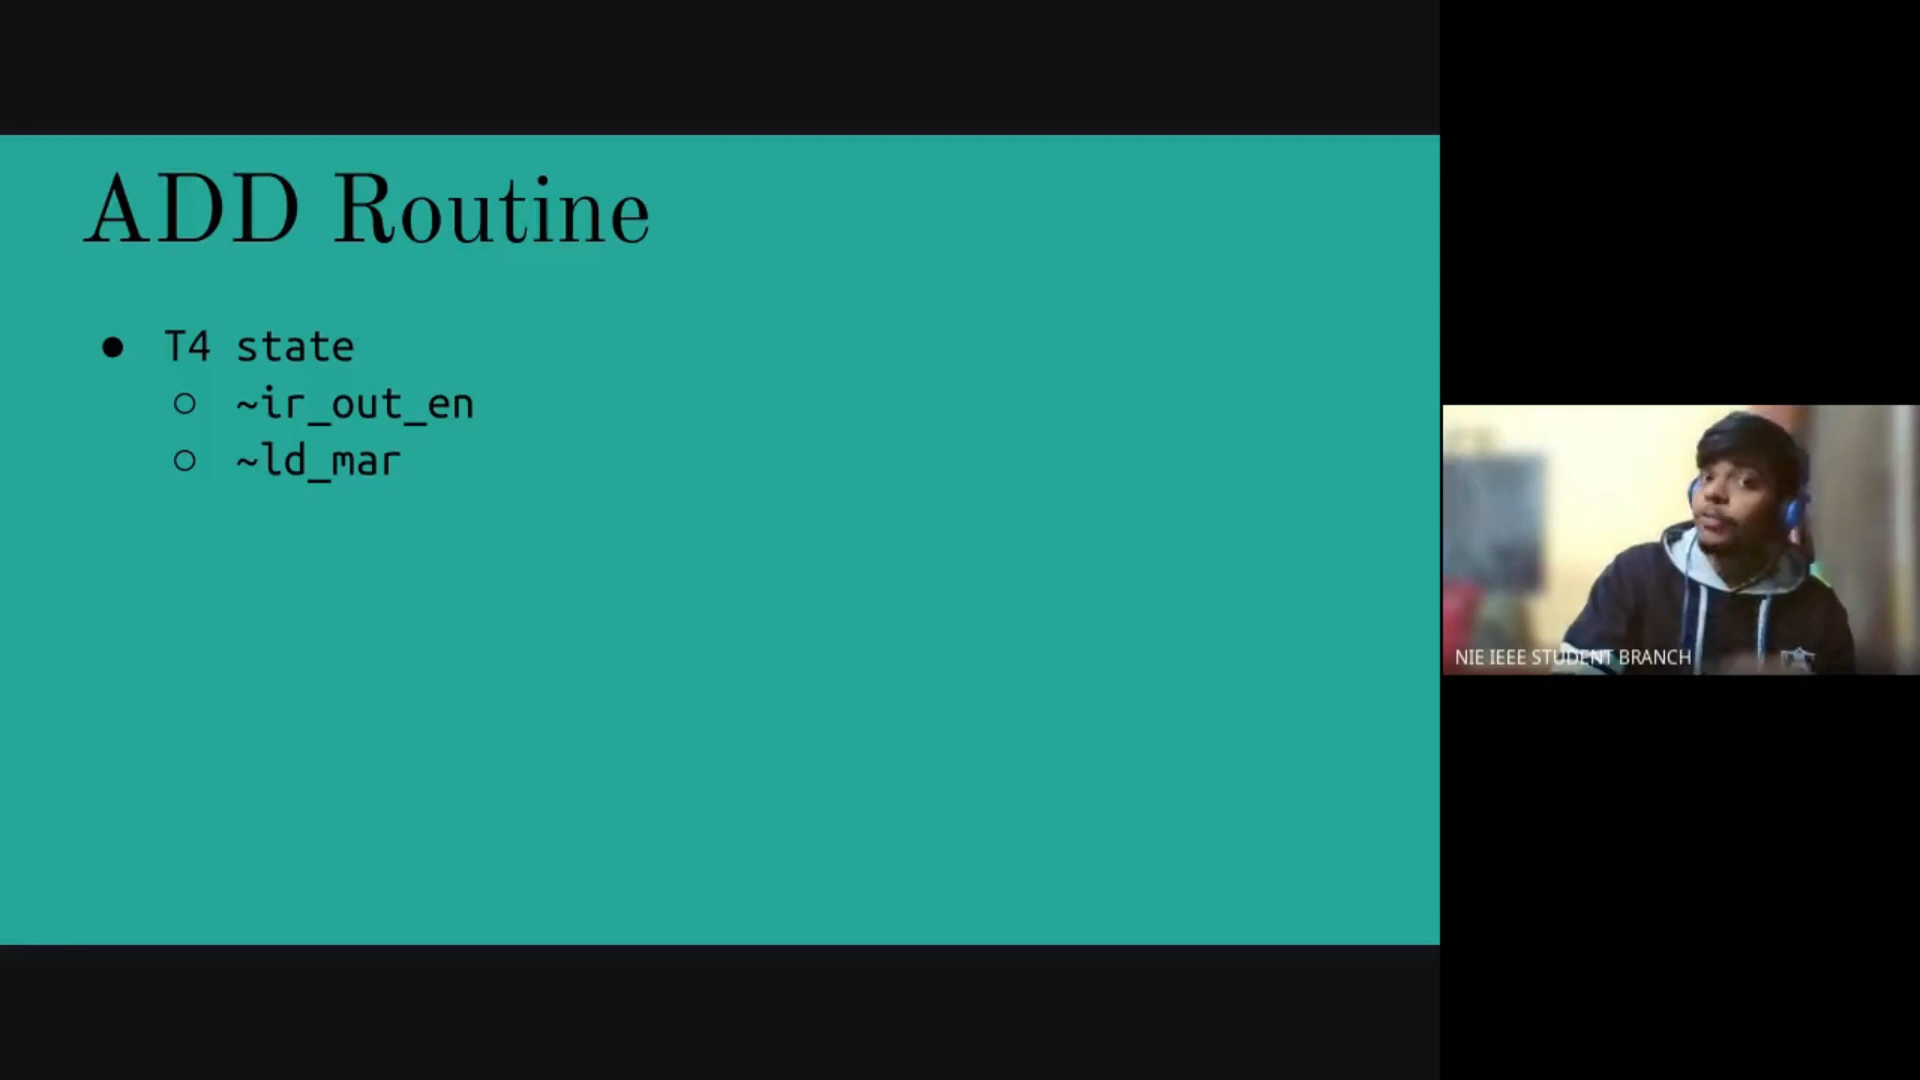 ADD Routine
● T4 state
○ ~ir_out_en
○ ~ld_mar
NIE IEEE STUDENT BRANCH